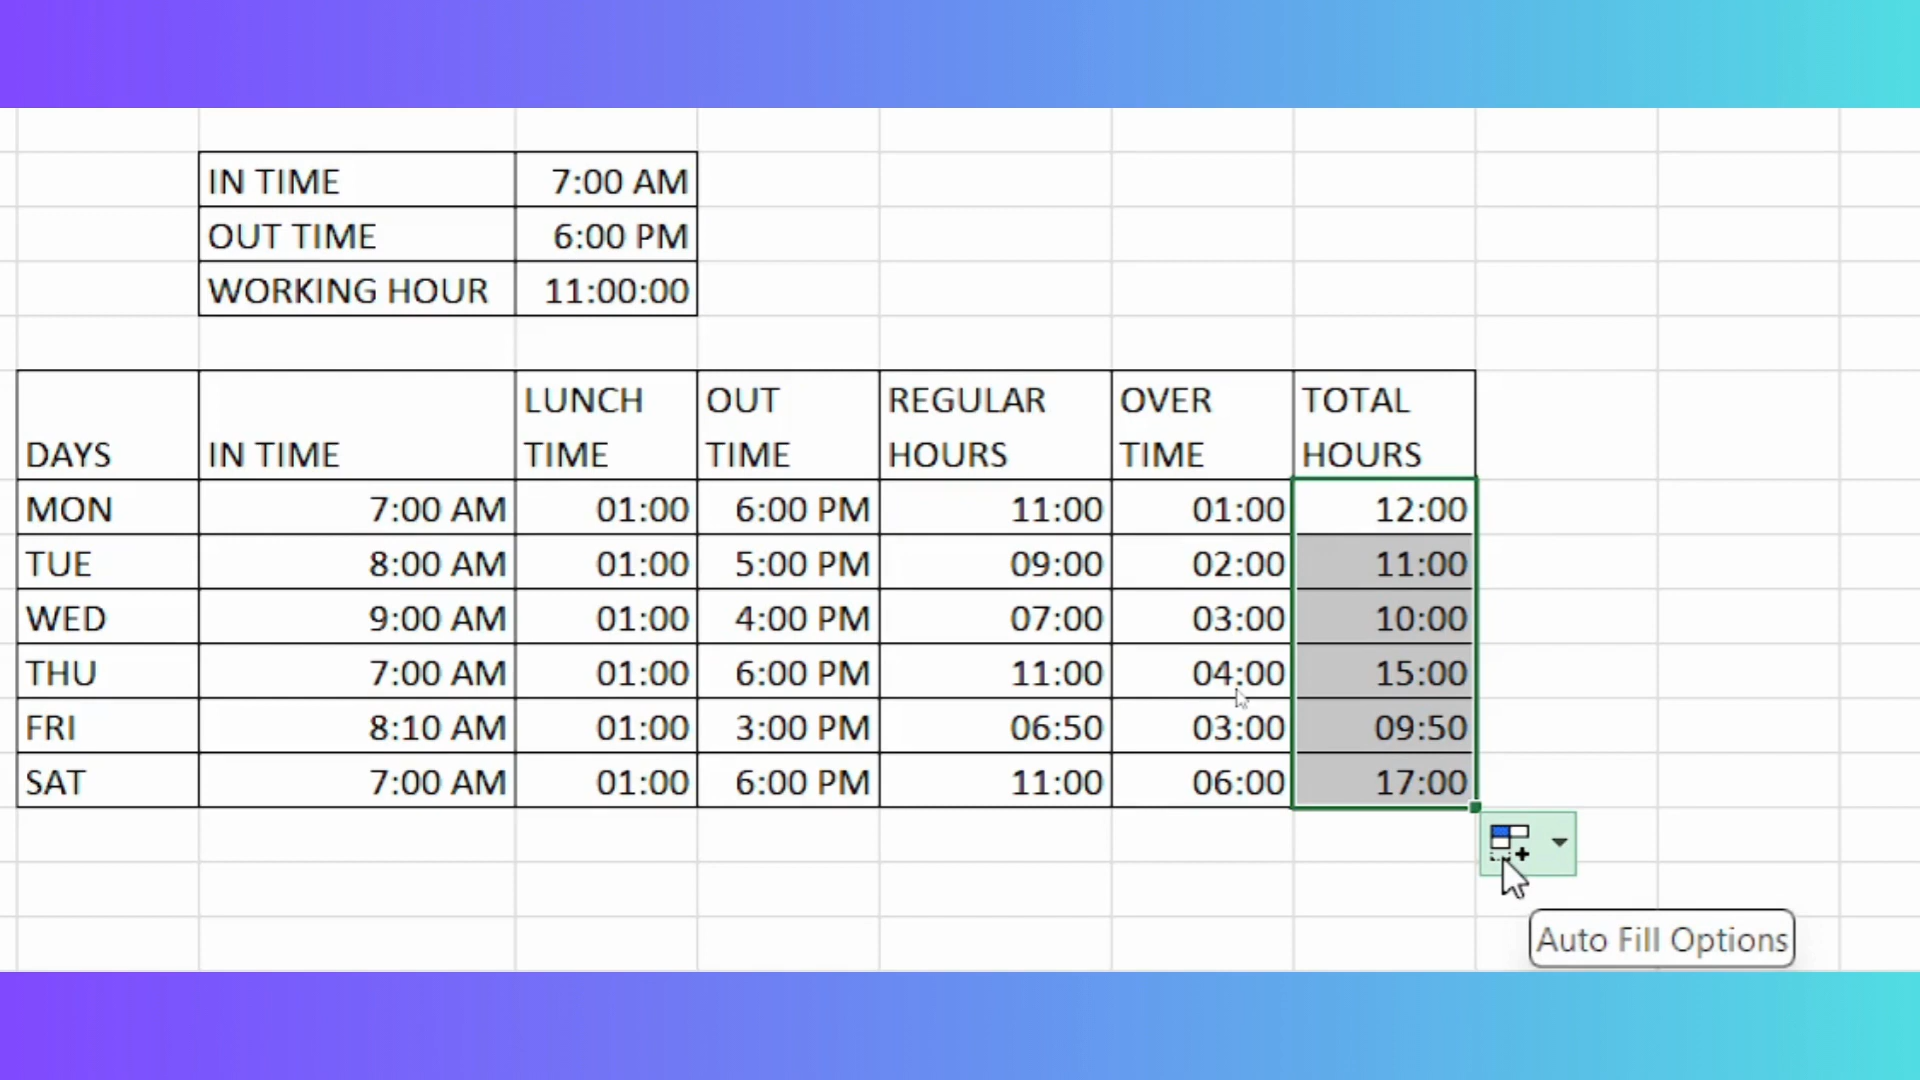 IN TIME 7:00 AM
OUT TIME 6:00 PM
WORKING HOUR 11:00:00
DAYS IN TIME LUNCH TIME OUT TIME REGULAR HOURS OVER TIME TOTAL HOURS
MON 7:00 AM 01:00 6:00 PM 11:00 01:00 12:00
TUE 8:00 AM 01:00 5:00 PM 09:00 02:00 11:00
WED 9:00 AM 01:00 4:00 PM 07:00 03:00 10:00
THU 7:00 AM 01:00 6:00 PM 11:00 04:00 15:00
FRI 8:10 AM 01:00 3:00 PM 06:50 03:00 09:50
SAT 7:00 AM 01:00 6:00 PM 11:00 06:00 17:00
Auto Fill Options